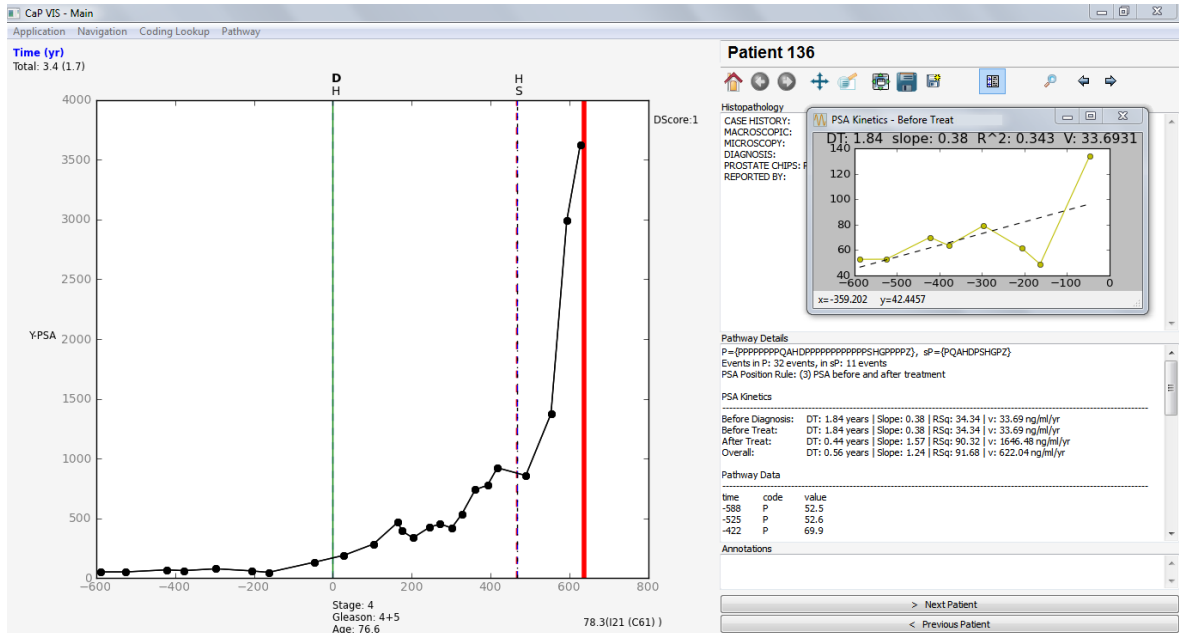 CaP VIS - Main
Application Navigation Coding Lookup Pathway
Time (yr)
Total: 3.4 (1.7)
D
H
H
S
4000
3500
3000
2500
2000
1500
1000
500
0
Y-PSA
−600 −400 −200 0 200 400 600 800
DScore:1
Stage: 4
Gleason: 4+5
Age: 76.6
78.3(I21 (C61) )
Patient 136
Histopathology
CASE HISTORY:
MACROSCOPIC:
MICROSCOPY:
DIAGNOSIS:
PROSTATE CHIPS:
REPORTED BY:
PSA Kinetics - Before Treat
DT: 1.84 slope: 0.38 R^2: 0.343 V: 33.6931
140
120
100
80
60
40
−600 −500 −400 −300 −200 −100 0
x=-359.202 y=42.4457
Pathway Details
P={PPPPPPPPQAHDPPPPPPPPPPPPPSHGPPPPZ}, sP={PQAHDPSHGPZ}
Events in P: 32 events, in sP: 11 events
PSA Position Rule: (3) PSA before and after treatment
PSA Kinetics
Before Diagnosis: DT: 1.84 years | Slope: 0.38 | RSq: 34.34 | v: 33.69 ng/ml/yr
Before Treat: DT: 1.84 years | Slope: 0.38 | RSq: 34.34 | v: 33.69 ng/ml/yr
After Treat: DT: 0.44 years | Slope: 1.57 | RSq: 90.32 | v: 1646.48 ng/ml/yr
Overall: DT: 0.56 years | Slope: 1.24 | RSq: 91.68 | v: 622.04 ng/ml/yr
Pathway Data
time code value
-588 P 52.5
-525 P 52.6
-422 P 69.9
Annotations
> Next Patient
< Previous Patient